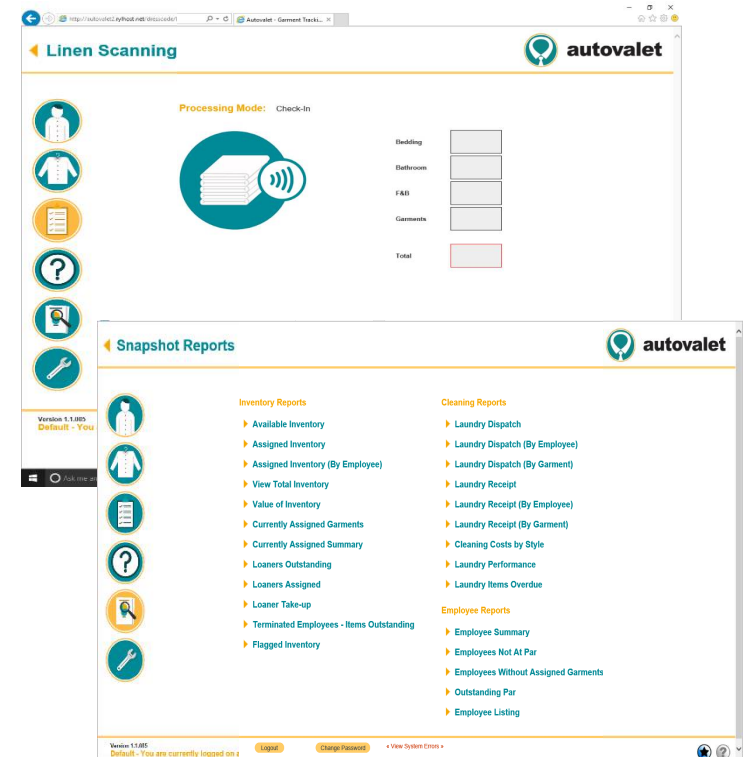 http://autovalet2.nylhost.net/dresscode/l
Autovalet - Garment Tracki...
Linen Scanning
autovalet
Processing Mode: Check-In
Bedding
Bathroom
F&B
Garments
Total
Version 1.1.085
Default - You
Ask me an
Snapshot Reports
autovalet
Inventory Reports
Available Inventory
Assigned Inventory
Assigned Inventory (By Employee)
View Total Inventory
Value of Inventory
Currently Assigned Garments
Currently Assigned Summary
Loaners Outstanding
Loaners Assigned
Loaner Take-up
Terminated Employees - Items Outstanding
Flagged Inventory
Cleaning Reports
Laundry Dispatch
Laundry Dispatch (By Employee)
Laundry Dispatch (By Garment)
Laundry Receipt
Laundry Receipt (By Employee)
Laundry Receipt (By Garment)
Cleaning Costs by Style
Laundry Performance
Laundry Items Overdue
Employee Reports
Employee Summary
Employees Not At Par
Employees Without Assigned Garments
Outstanding Par
Employee Listing
Version 1.1.085
Default - You are currently logged on a
Logout
Change Password
« View System Errors »